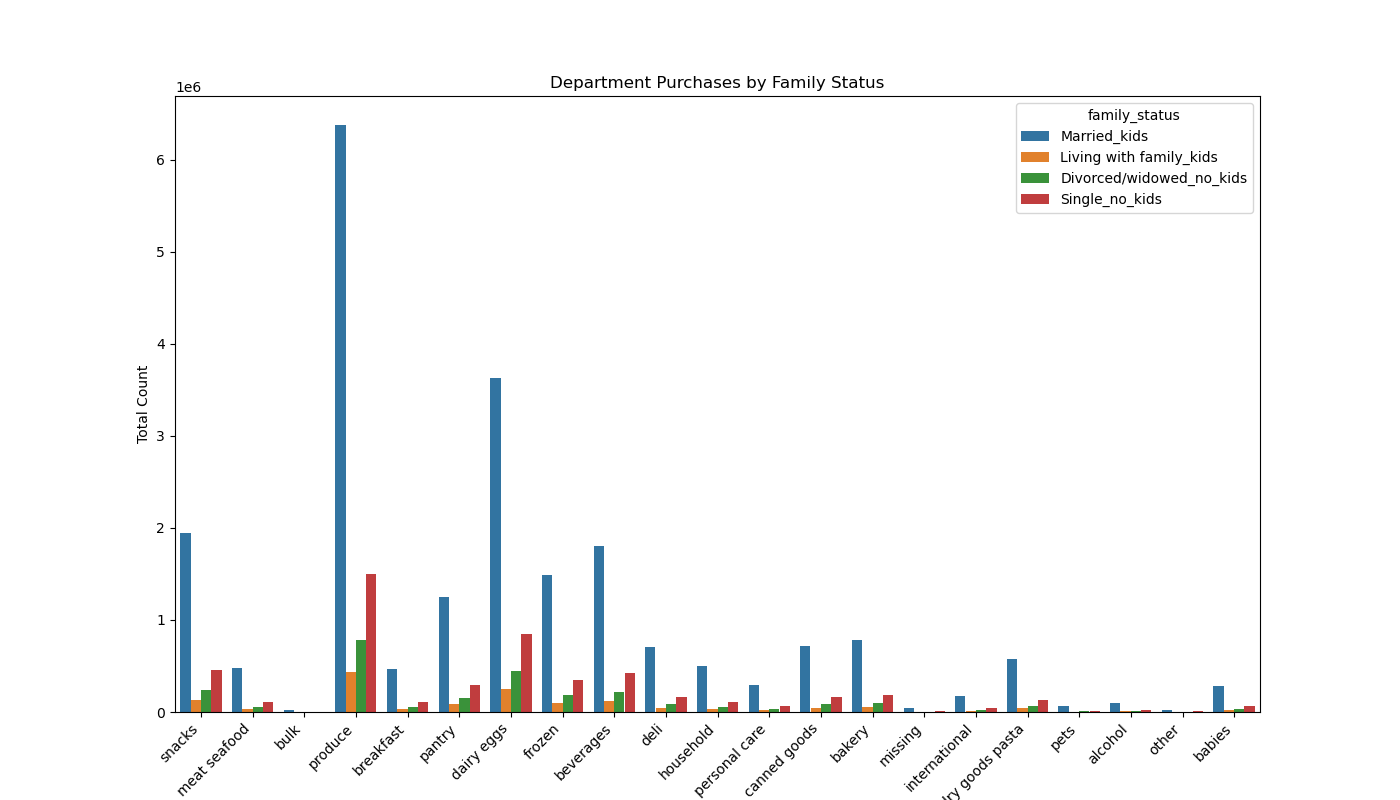 Department Purchases by Family Status
1e6
family_status
Married_kids
Living with family_kids
Divorced/widowed_no_kids
Single_no_kids
6
5
4
3
2
1
0
Total Count
snacks
meat seafood
bulk
produce
breakfast
pantry
dairy eggs
frozen
beverages
deli
household
personal care
canned goods
bakery
missing
international
goods pasta
pets
alcohol
other
babies